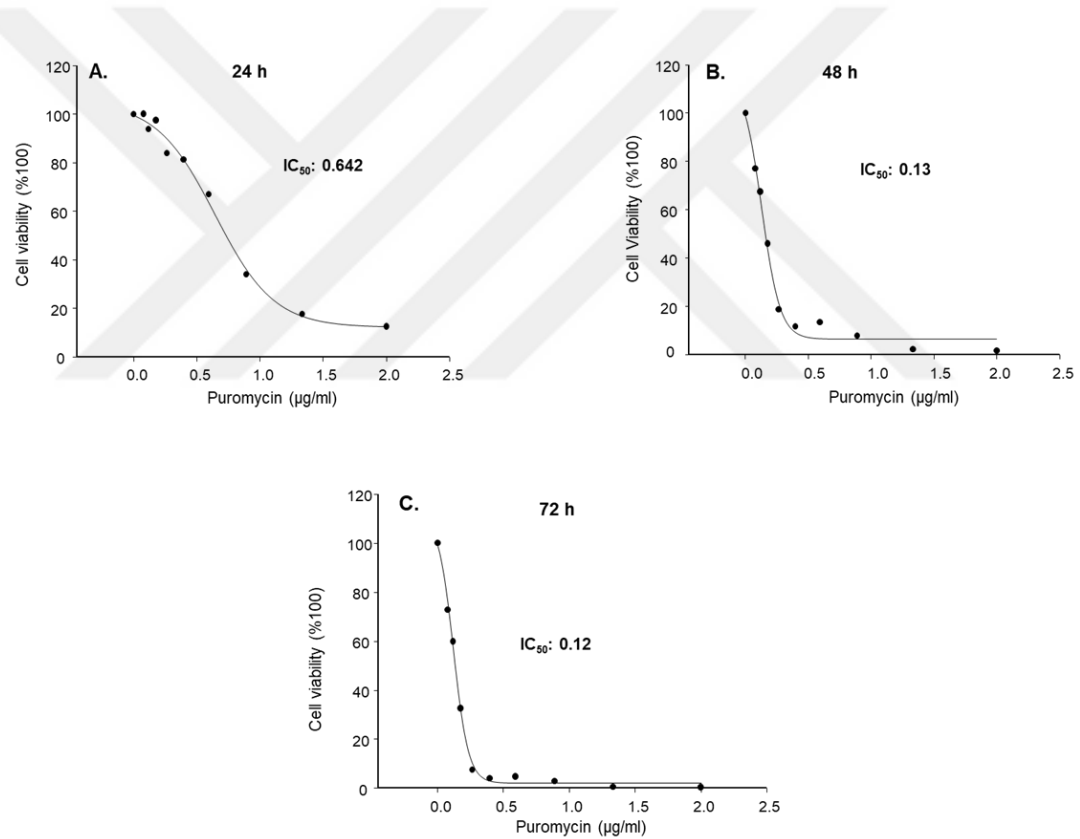 A.
24 h
120
100
80
60
40
20
0
Cell viability (%100)
IC₅₀: 0.642
0.0 0.5 1.0 1.5 2.0 2.5
Puromycin (µg/ml)
B.
48 h
120
100
80
60
40
20
0
Cell Viability (%100)
IC₅₀: 0.13
0.0 0.5 1.0 1.5 2.0 2.5
Puromycin (µg/ml)
C.
72 h
120
100
80
60
40
20
0
Cell viability (%100)
IC₅₀: 0.12
0.0 0.5 1.0 1.5 2.0 2.5
Puromycin (µg/ml)